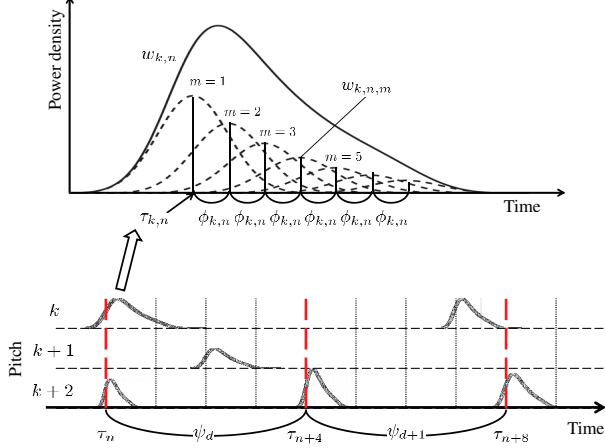 Power density
w_{k,n}
m = 1
w_{k,n,m}
m = 2
m = 3
m = 5
Time
τ_{k,n}
ϕ_{k,n} ϕ_{k,n} ϕ_{k,n} ϕ_{k,n} ϕ_{k,n} ϕ_{k,n}
Pitch
k
k + 1
k + 2
Time
τ_n ψ_d τ_{n+4} ψ_{d+1} τ_{n+8}